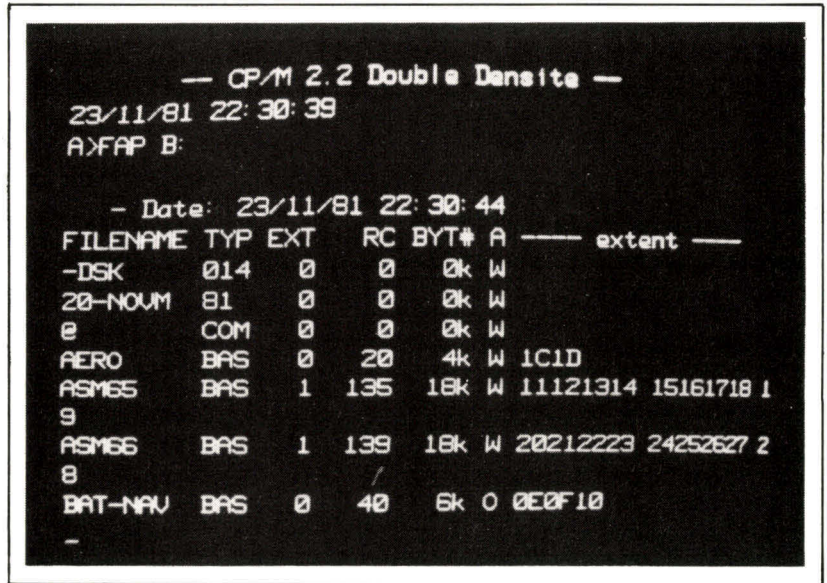 — CP/M 2.2 Double Densite —
23/11/81 22:30:39
A>FAP B:
- Date: 23/11/81 22:30:44
FILENAME TYP EXT RC BYT# A —— extent ——
-DSK 014 0 0 0k W
20-NOVM 81 0 0 0k W
@ COM 0 0 0k W
AERO BAS 0 20 4k W 1C1D
ASM65 BAS 1 135 18k W 11121314 15161718 1
9
ASM66 BAS 1 139 18k W 20212223 24252627 2
8
BAT-NAV BAS 0 40 6k O 0E0F10
-